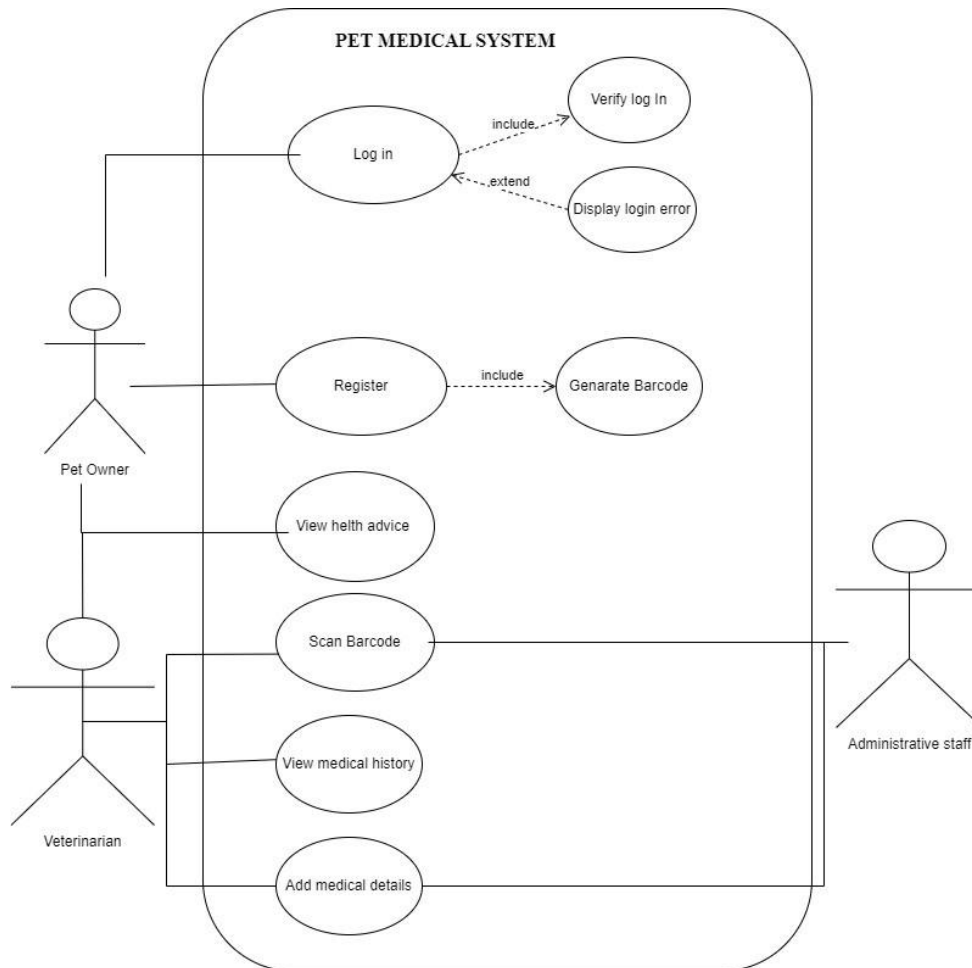 PET MEDICAL SYSTEM
Verify log In
include
Log in
extend
Display login error
Register
include
Genarate Barcode
Pet Owner
View helth advice
Scan Barcode
Administrative staff
View medical history
Veterinarian
Add medical details